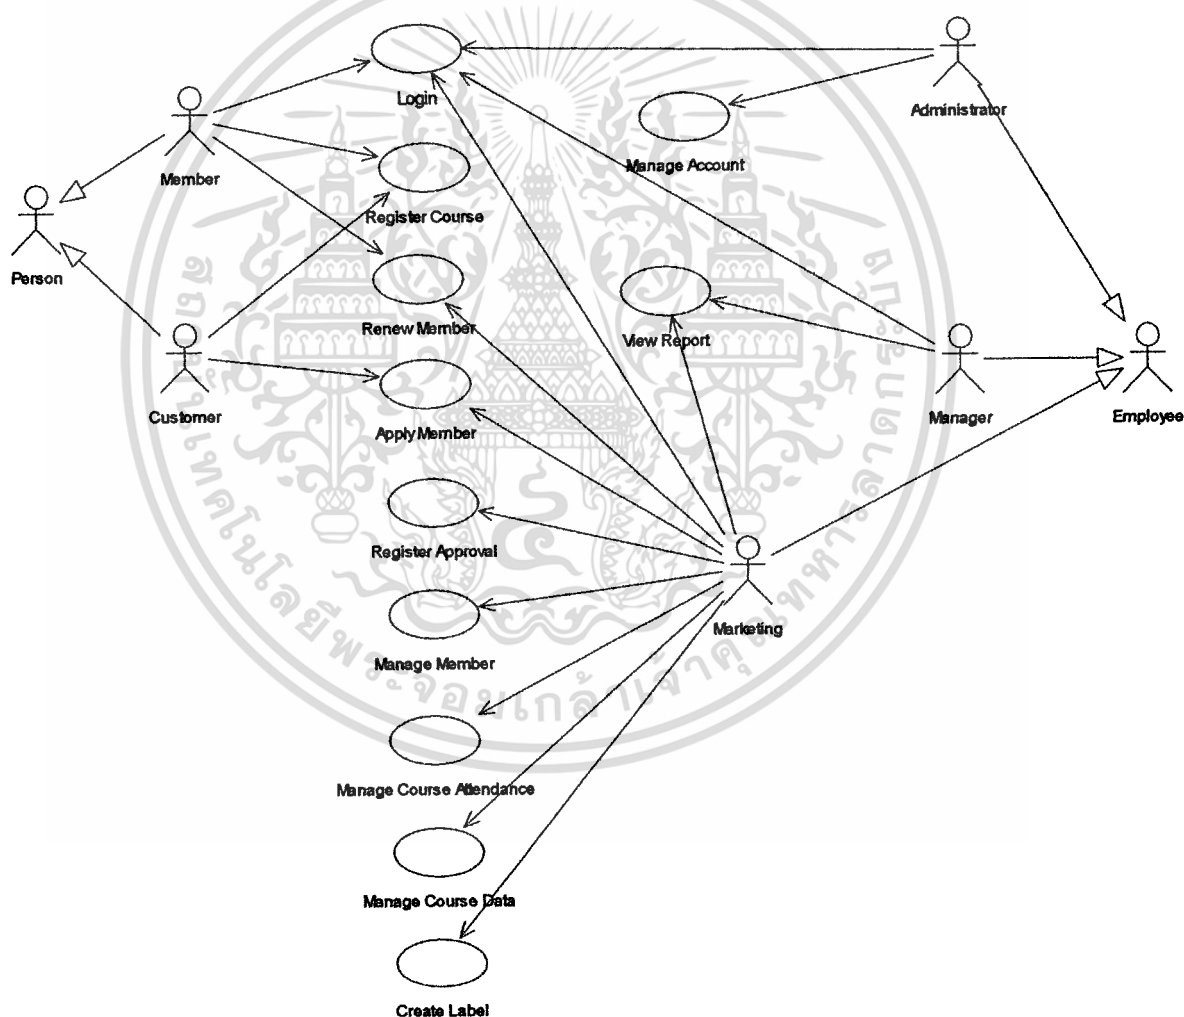 Login
Administrator
Manage Account
Member
Register Course
Person
Renew Member
View Report
Customer
Apply Member
Manager
Employee
Register Approval
Marketing
Manage Member
Manage Course Attendance
Manage Course Data
Create Label